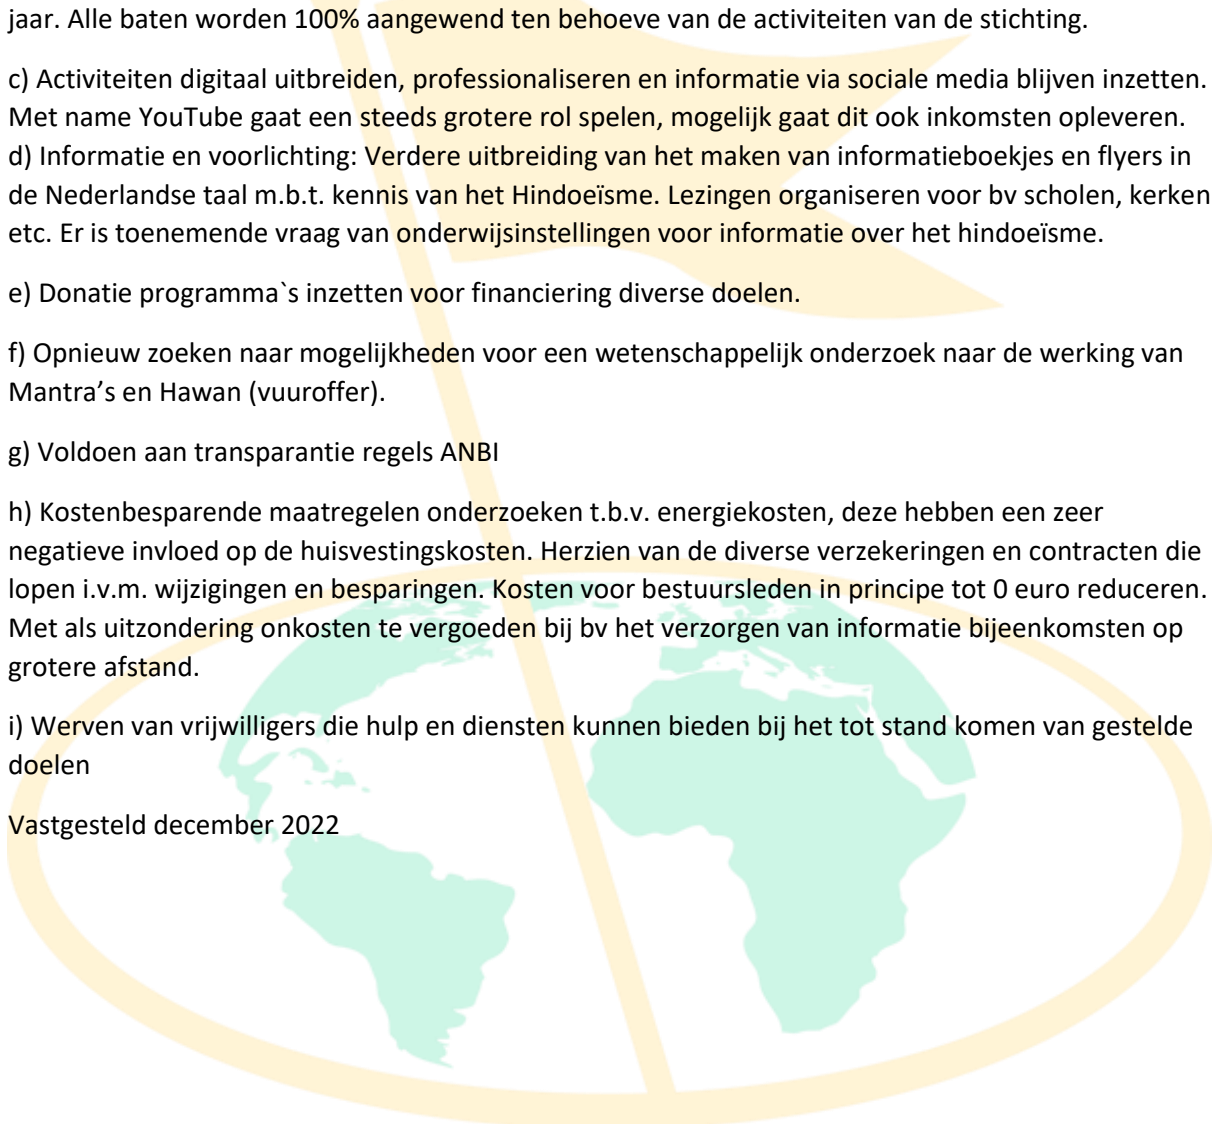 jaar. Alle baten worden 100% aangewend ten behoeve van de activiteiten van de stichting.
c) Activiteiten digitaal uitbreiden, professionaliseren en informatie via sociale media blijven inzetten.
Met name YouTube gaat een steeds grotere rol spelen, mogelijk gaat dit ook inkomsten opleveren.
d) Informatie en voorlichting: Verdere uitbreiding van het maken van informatieboekjes en flyers in
de Nederlandse taal m.b.t. kennis van het Hindoeïsme. Lezingen organiseren voor bv scholen, kerken
etc. Er is toenemende vraag van onderwijsinstellingen voor informatie over het hindoeïsme.
e) Donatie programma`s inzetten voor financiering diverse doelen.
f) Opnieuw zoeken naar mogelijkheden voor een wetenschappelijk onderzoek naar de werking van
Mantra’s en Hawan (vuuroffer).
g) Voldoen aan transparantie regels ANBI
h) Kostenbesparende maatregelen onderzoeken t.b.v. energiekosten, deze hebben een zeer
negatieve invloed op de huisvestingskosten. Herzien van de diverse verzekeringen en contracten die
lopen i.v.m. wijzigingen en besparingen. Kosten voor bestuursleden in principe tot 0 euro reduceren.
Met als uitzondering onkosten te vergoeden bij bv het verzorgen van informatie bijeenkomsten op
grotere afstand.
i) Werven van vrijwilligers die hulp en diensten kunnen bieden bij het tot stand komen van gestelde
doelen
Vastgesteld december 2022